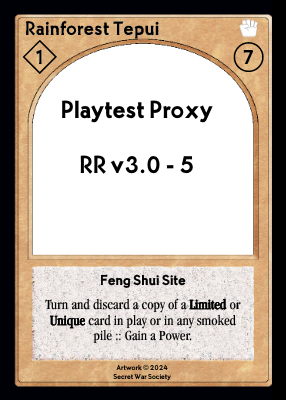 Rainforest Tepui
1
7
Playtest Proxy
RR v3.0 - 5
Feng Shui Site
Turn and discard a copy of a Limited or
Unique card in play or in any smoked
pile :: Gain a Power.
Artwork © 2024
Secret War Society